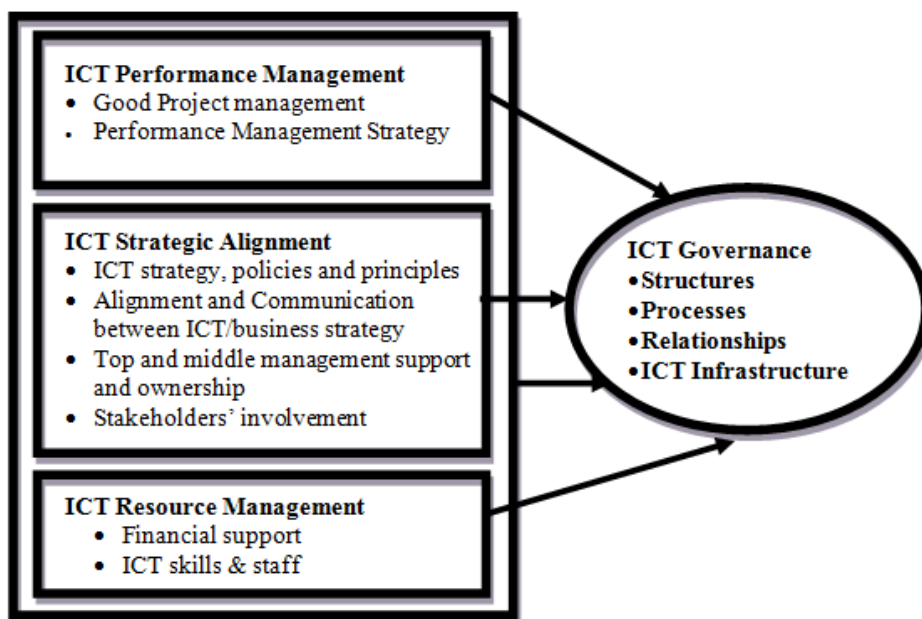 ICT Performance Management
• Good Project management
• Performance Management Strategy
ICT Strategic Alignment
• ICT strategy, policies and principles
• Alignment and Communication
between ICT/business strategy
• Top and middle management support
and ownership
• Stakeholders’ involvement
ICT Resource Management
• Financial support
• ICT skills & staff
ICT Governance
•Structures
•Processes
•Relationships
•ICT Infrastructure